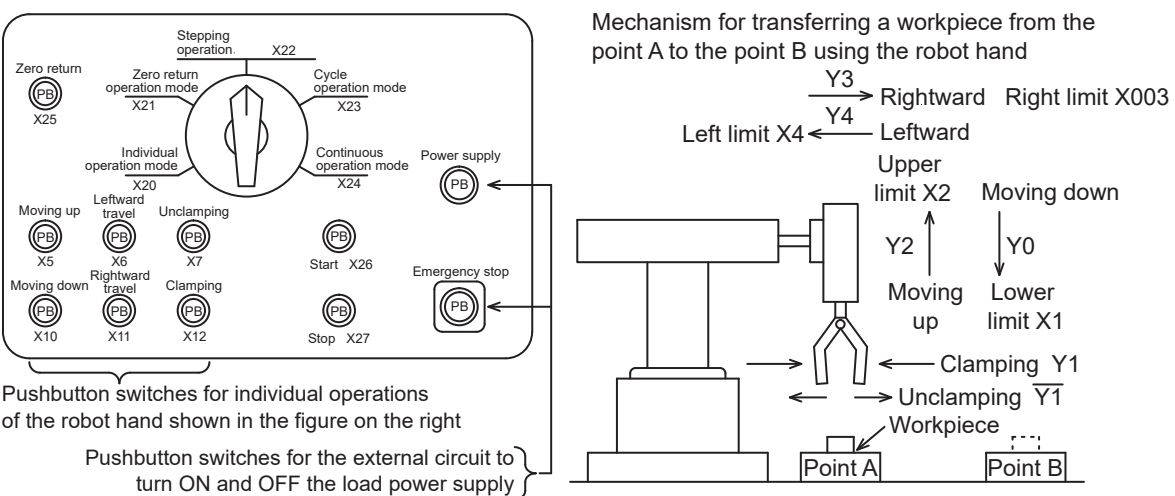 Stepping
operation
X22
Zero return
PB
X25
Zero return
operation mode
X21
Cycle
operation mode
X23
Individual
operation mode
X20
Continuous
operation mode
X24
Power supply
PB
Moving up
PB
X5
Leftward
travel
PB
X6
Unclamping
PB
X7
PB
Start X26
Moving down
PB
X10
Rightward
travel
PB
X11
Clamping
PB
X12
PB
Stop X27
Emergency stop
PB
Pushbutton switches for individual operations
of the robot hand shown in the figure on the right
Pushbutton switches for the external circuit to
turn ON and OFF the load power supply
Mechanism for transferring a workpiece from the
point A to the point B using the robot hand
Y3
Rightward Right limit X003
Y4
Left limit X4 Leftward
Upper
limit X2
Moving down
Y2
Y0
Moving
up
Lower
limit X1
Clamping Y1
Unclamping Y1
Workpiece
Point A
Point B